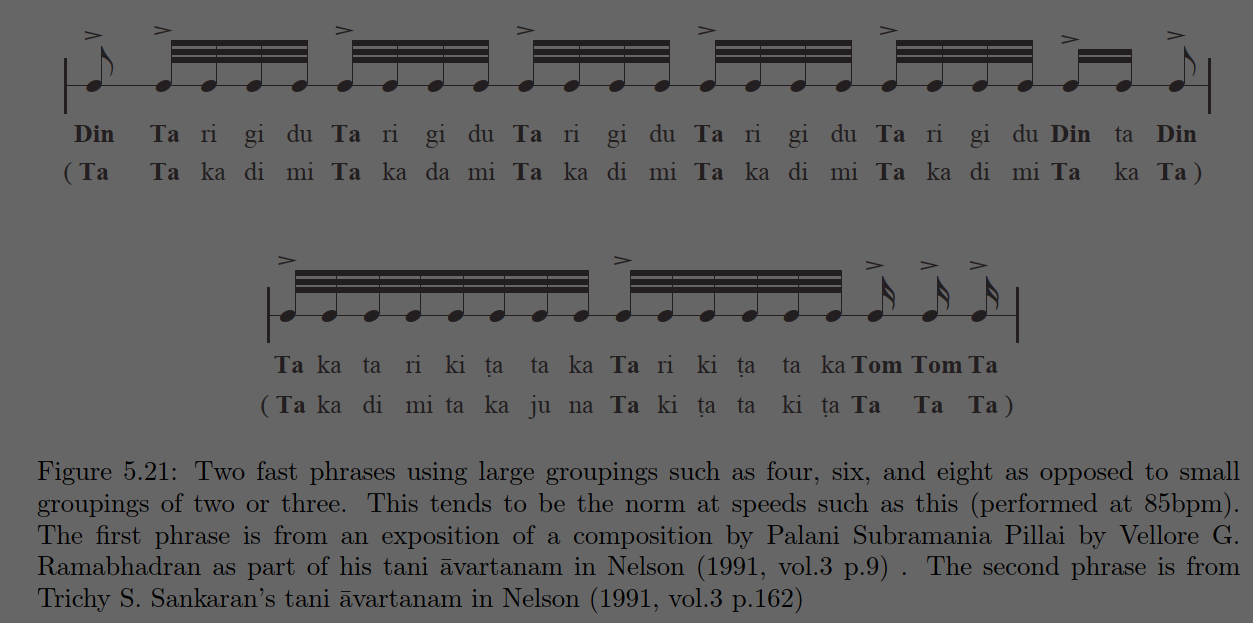 Din Ta ri gi du Ta ri gi du Ta ri gi du Ta ri gi du Ta ri gi du Din ta Din
( Ta Ta ka di mi Ta ka da mi Ta ka di mi Ta ka di mi Ta ka di mi Ta ka Ta )
Ta ka ta ri ki ṭa ta ka Ta ri ki ṭa ta ka Tom Tom Ta
( Ta ka di mi ta ka ju na Ta ki ṭa ta ki ṭa Ta Ta Ta )
Figure 5.21: Two fast phrases using large groupings such as four, six, and eight as opposed to small
groupings of two or three. This tends to be the norm at speeds such as this (performed at 85bpm).
The first phrase is from an exposition of a composition by Palani Subramania Pillai by Vellore G.
Ramabhadran as part of his tani āvartanam in Nelson (1991, vol.3 p.9) . The second phrase is from
Trichy S. Sankaran's tani āvartanam in Nelson (1991, vol.3 p.162)